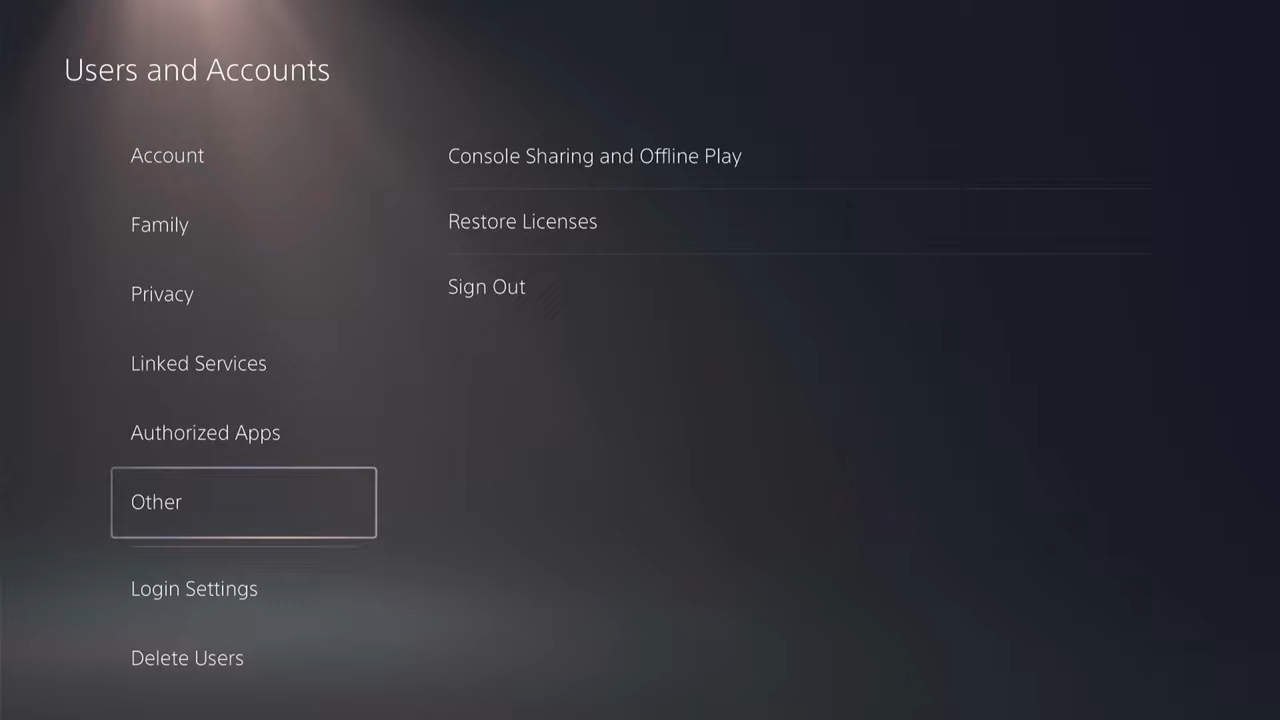 Users and Accounts
Account
Family
Privacy
Linked Services
Authorized Apps
Other
Login Settings
Delete Users
Console Sharing and Offline Play
Restore Licenses
Sign Out